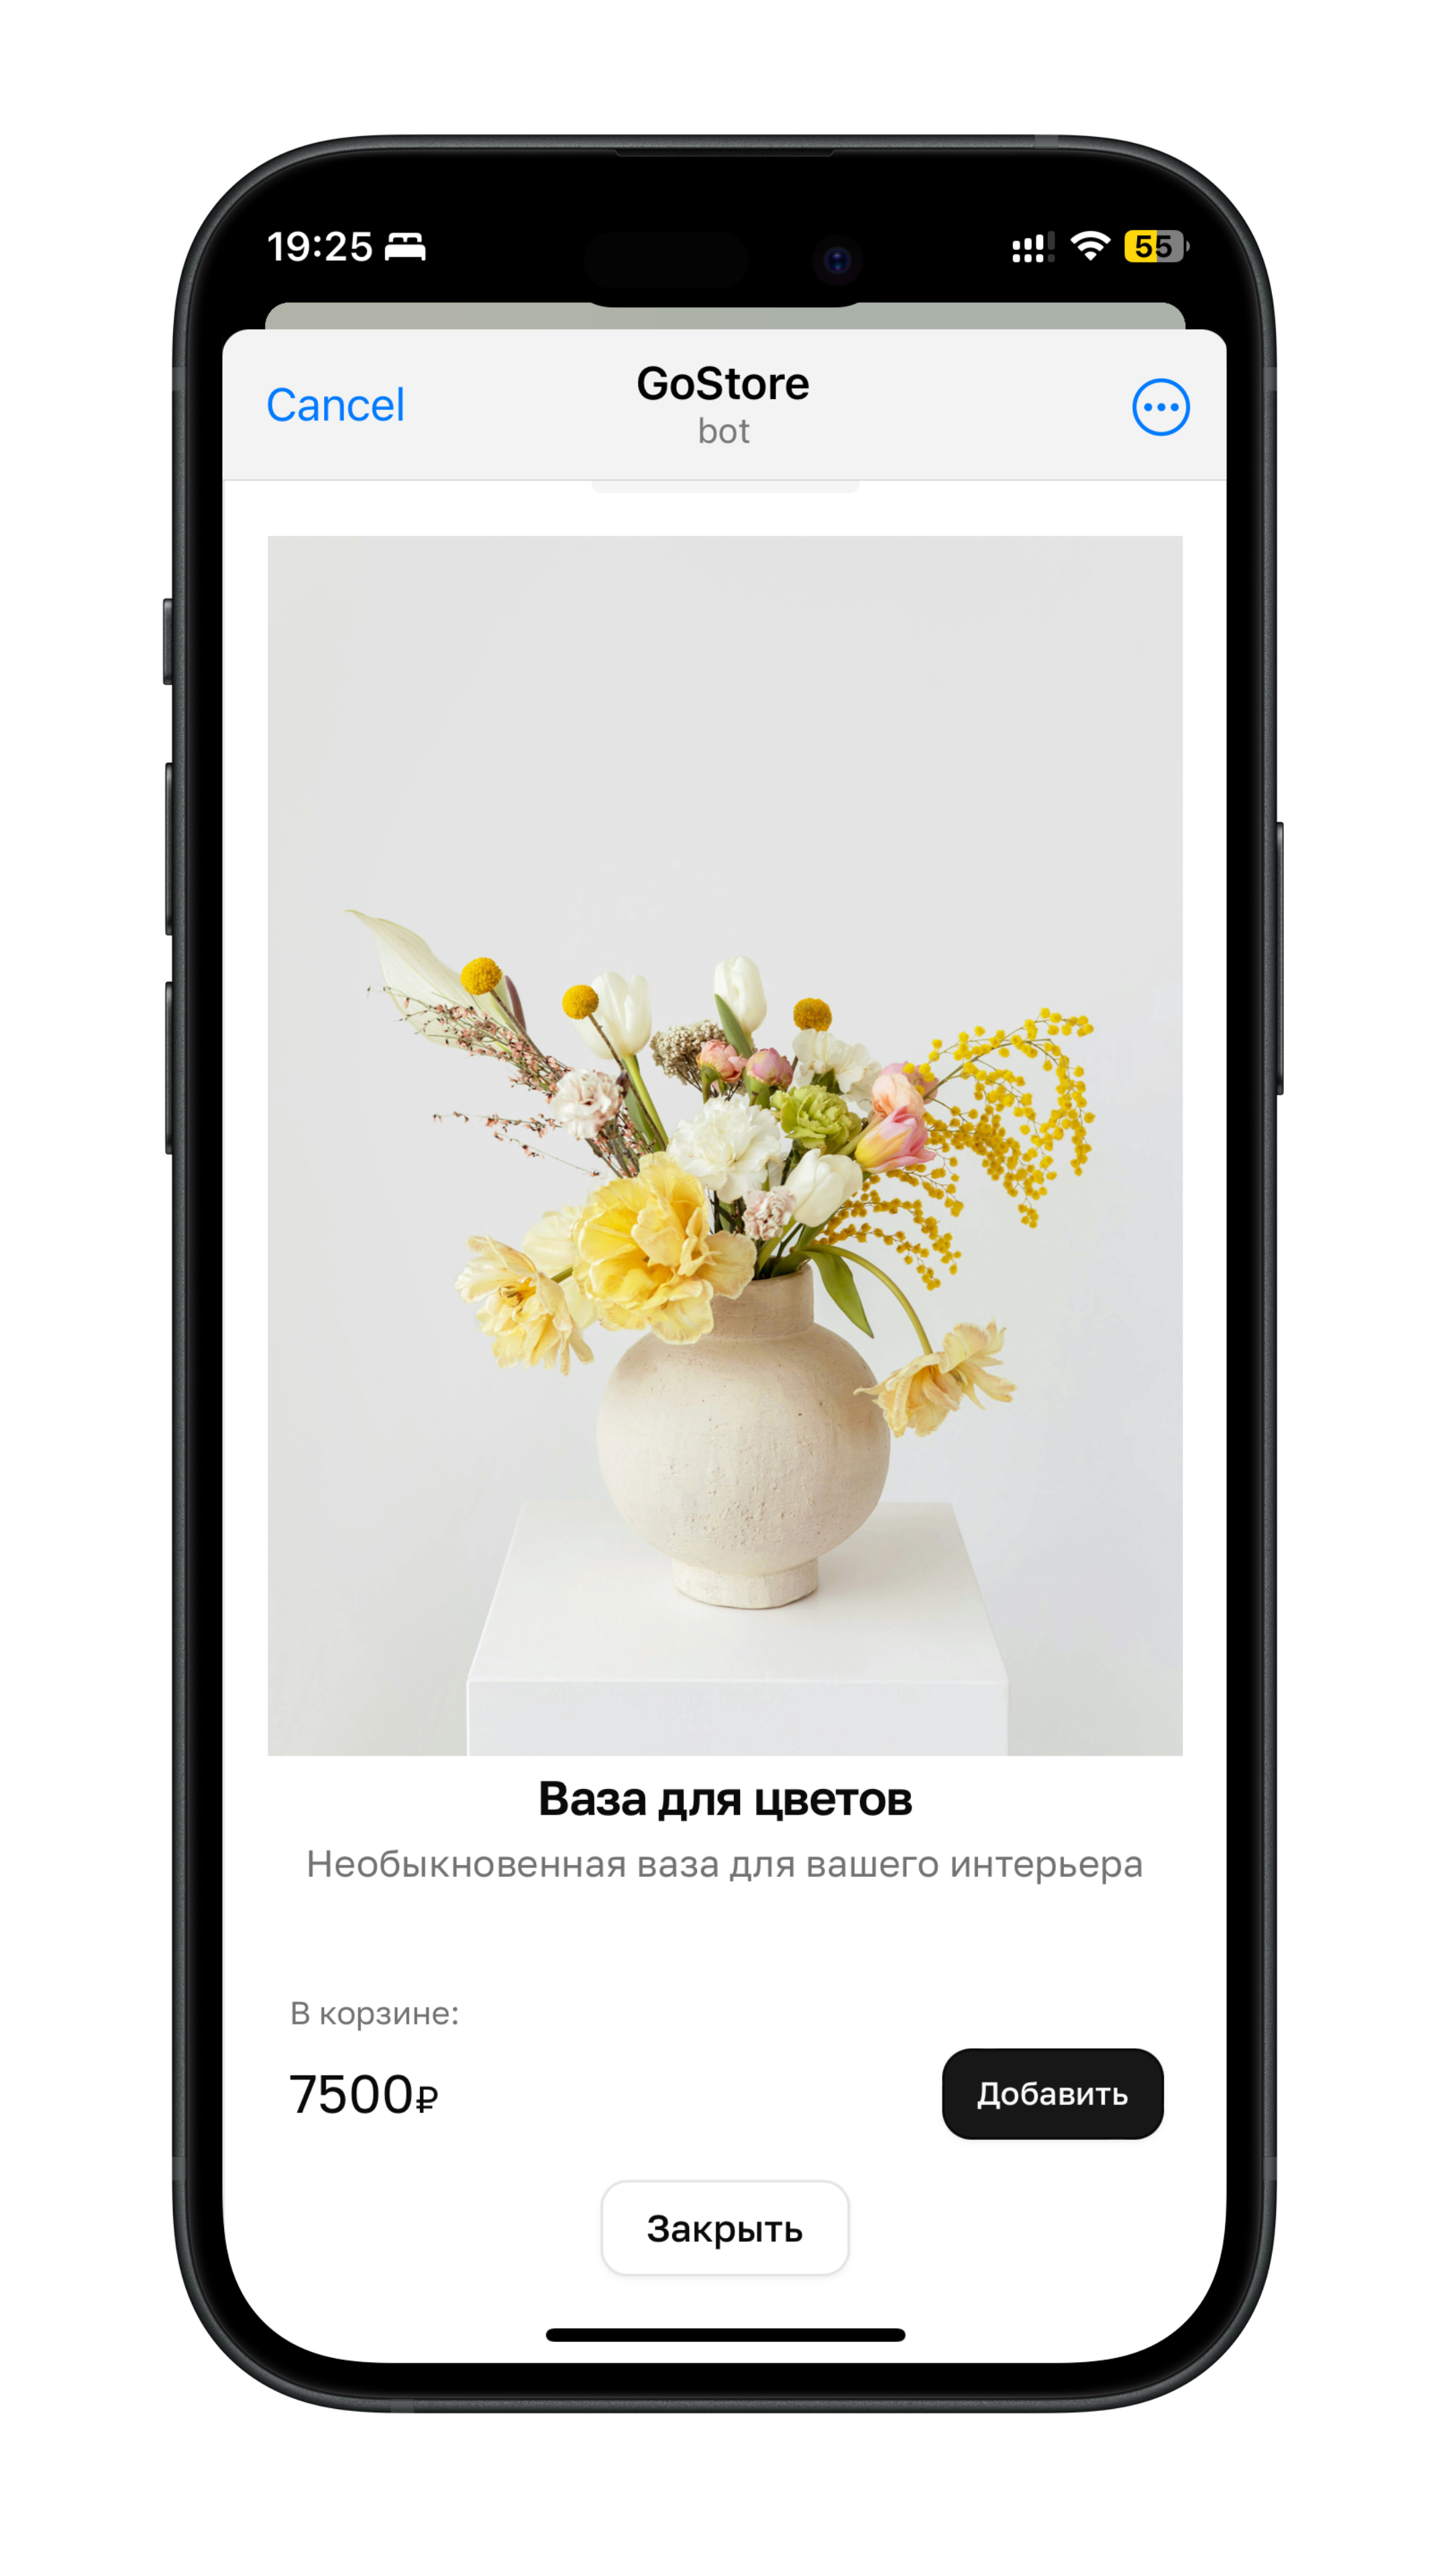 19:25
55
Cancel
GoStore
bot
Ваза для цветов
Необыкновенная ваза для вашего интерьера
В корзине:
7500₽
Добавить
Закрыть